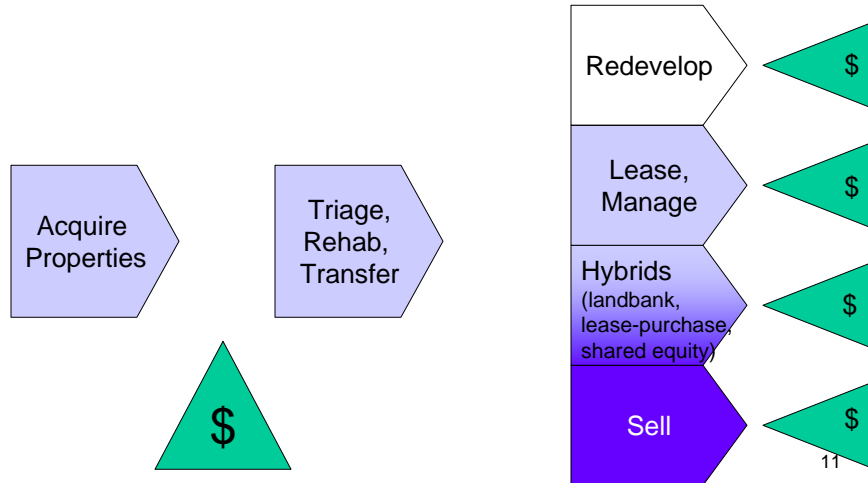 Acquire
Properties
$
Triage,
Rehab,
Transfer
Redevelop
$
Lease,
Manage
$
Hybrids
(landbank,
lease-purchase,
shared equity)
$
Sell
$
11